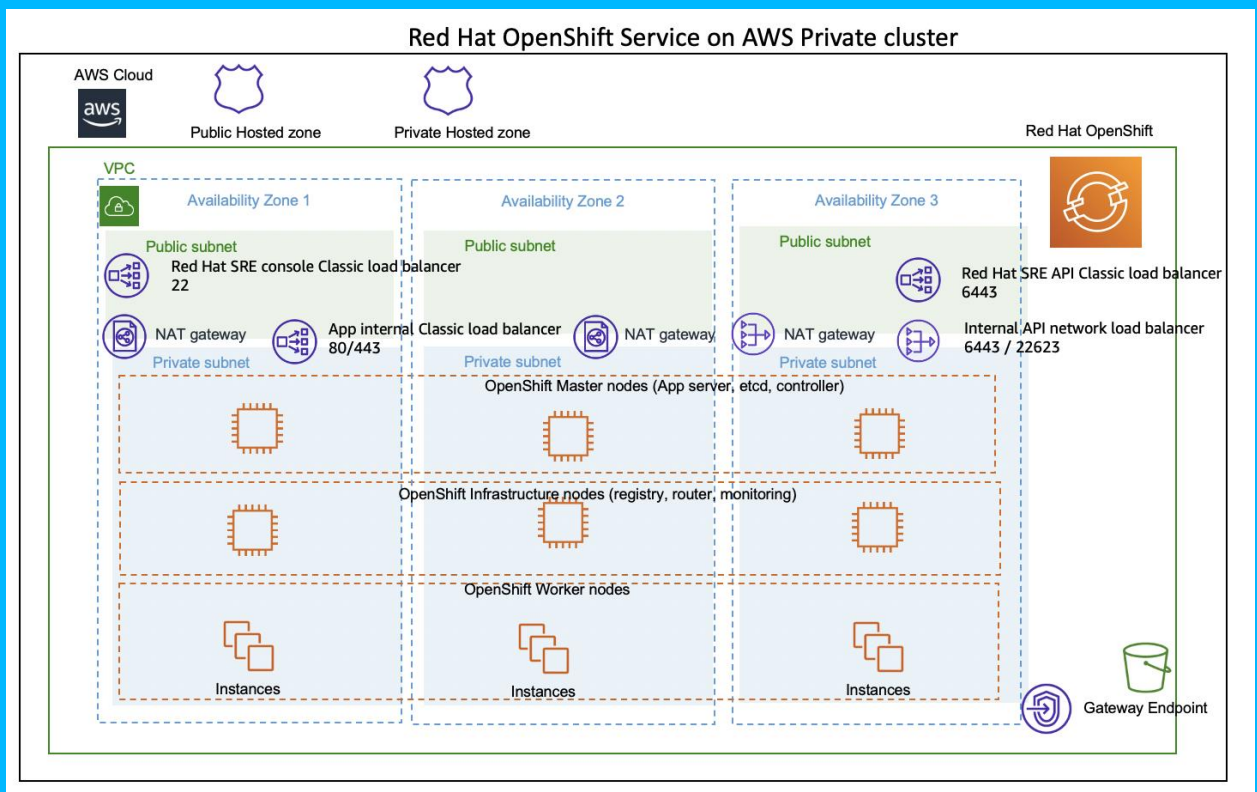 Red Hat OpenShift Service on AWS Private cluster
AWS Cloud
aws
Public Hosted zone
Private Hosted zone
Red Hat OpenShift
VPC
Availability Zone 1
Availability Zone 2
Availability Zone 3
Public subnet
Public subnet
Public subnet
Red Hat SRE console Classic load balancer
22
Red Hat SRE API Classic load balancer
6443
NAT gateway
App internal Classic load balancer
80/443
NAT gateway
NAT gateway
Internal API network load balancer
6443 / 22623
Private subnet
Private subnet
Private subnet
OpenShift Master nodes (App server, etcd, controller)
OpenShift Infrastructure nodes (registry, router, monitoring)
OpenShift Worker nodes
Instances
Instances
Instances
Gateway Endpoint